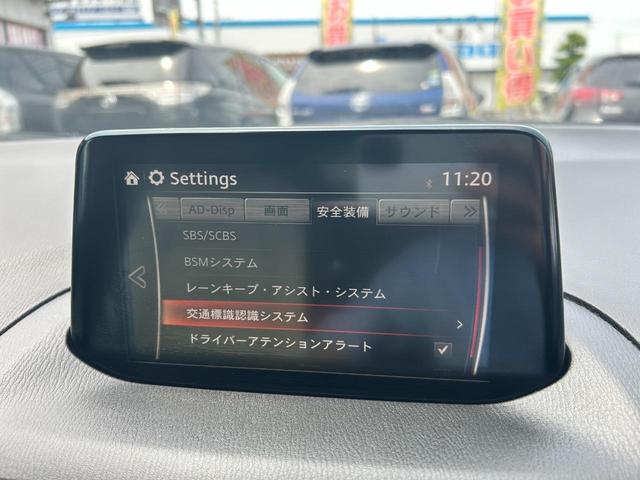 Settings
11:20
AD-Disp
画面
安全装備
サウンド
SBS/SCBS
BSMシステム
レーンキープ・アシスト・システム
交通標識認識システム
ドライバーアテンションアラート